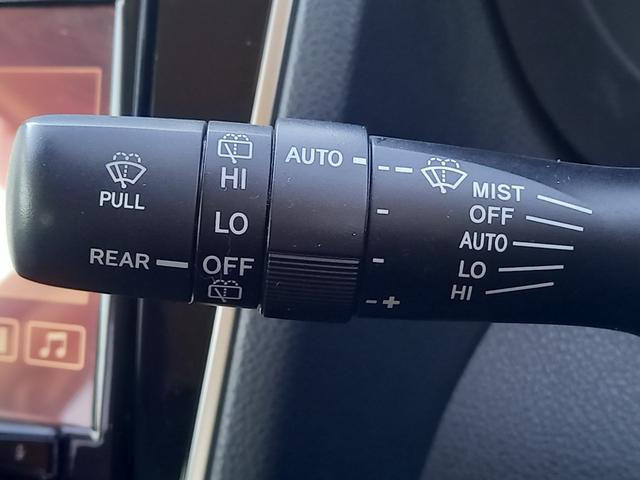 PULL
REAR
HI
LO
OFF
AUTO
- +
MIST
OFF
AUTO
LO
HI